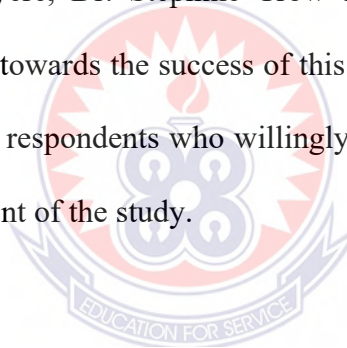 Dr. Stephine
towards the success of this
respondents who willingly
nt of the study.
EDUCATION FOR SERVICE